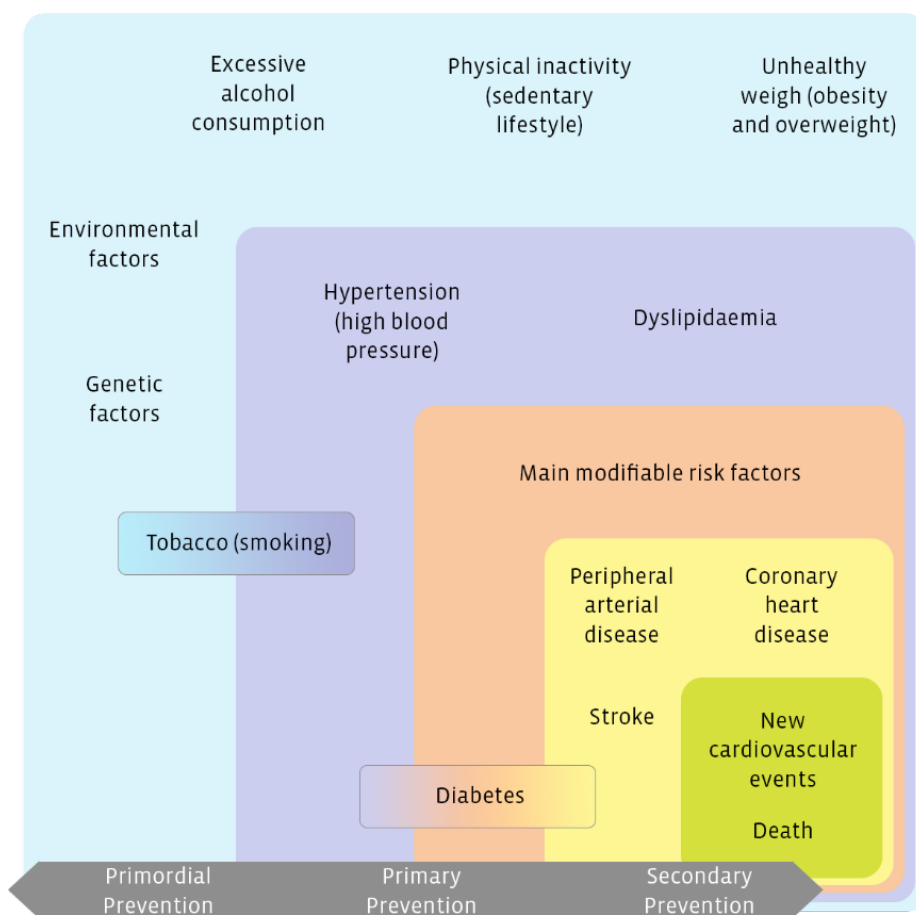 Excessive
alcohol
consumption
Physical inactivity
(sedentary
lifestyle)
Unhealthy
weigh (obesity
and overweight)
Environmental
factors
Hypertension
(high blood
pressure)
Dyslipidaemia
Genetic
factors
Main modifiable risk factors
Tobacco (smoking)
Peripheral
arterial
disease
Coronary
heart
disease
Stroke
New
cardiovascular
events
Diabetes
Death
Primordial
Prevention
Primary
Prevention
Secondary
Prevention